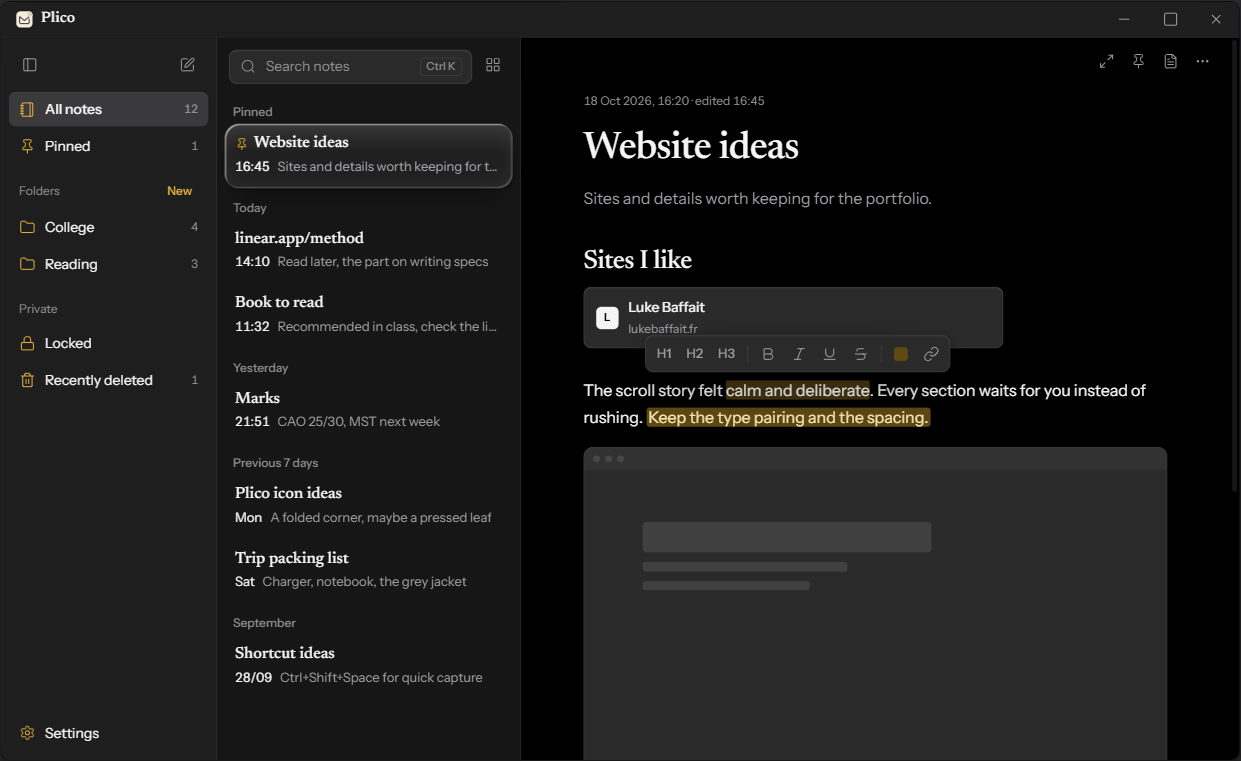 Plico
All notes 12
Pinned 1
Folders New
College 4
Reading 3
Private
Locked
Recently deleted 1
Settings
Search notes Ctrl K
Pinned
Website ideas
16:45 Sites and details worth keeping for t...
Today
linear.app/method
14:10 Read later, the part on writing specs
Book to read
11:32 Recommended in class, check the li...
Yesterday
Marks
21:51 CAO 25/30, MST next week
Previous 7 days
Plico icon ideas
Mon A folded corner, maybe a pressed leaf
Trip packing list
Sat Charger, notebook, the grey jacket
September
Shortcut ideas
28/09 Ctrl+Shift+Space for quick capture
18 Oct 2026, 16:20 · edited 16:45
Website ideas
Sites and details worth keeping for the portfolio.
Sites I like
L
Luke Baffait
lukebaffait.fr
H1 H2 H3 B I U S
The scroll story felt calm and deliberate. Every section waits for you instead of
rushing. Keep the type pairing and the spacing.